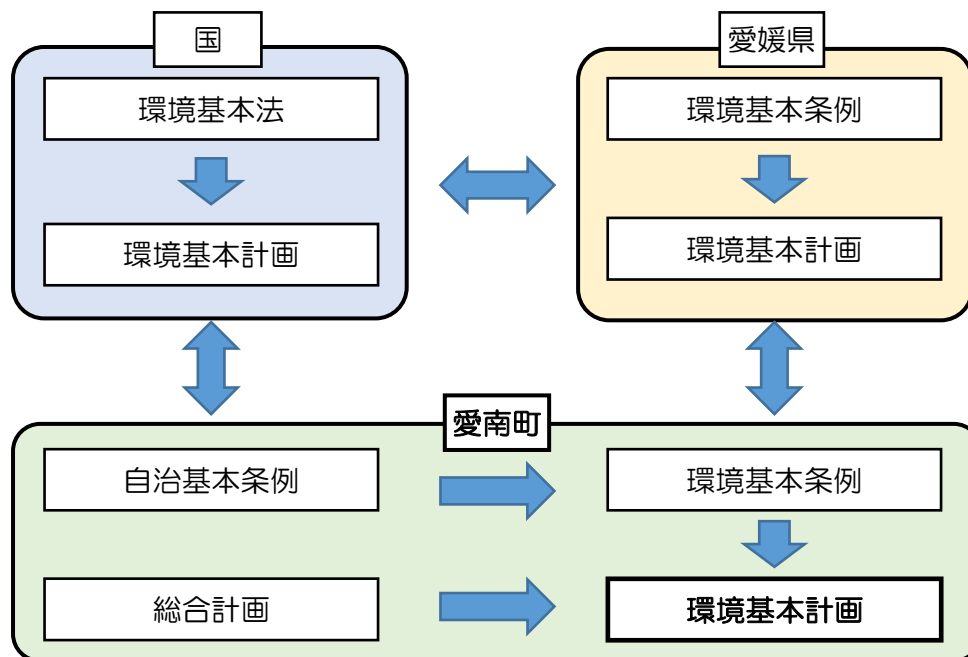 国
環境基本法
環境基本計画
愛媛県
環境基本条例
環境基本計画
愛南町
自治基本条例
環境基本条例
総合計画
環境基本計画